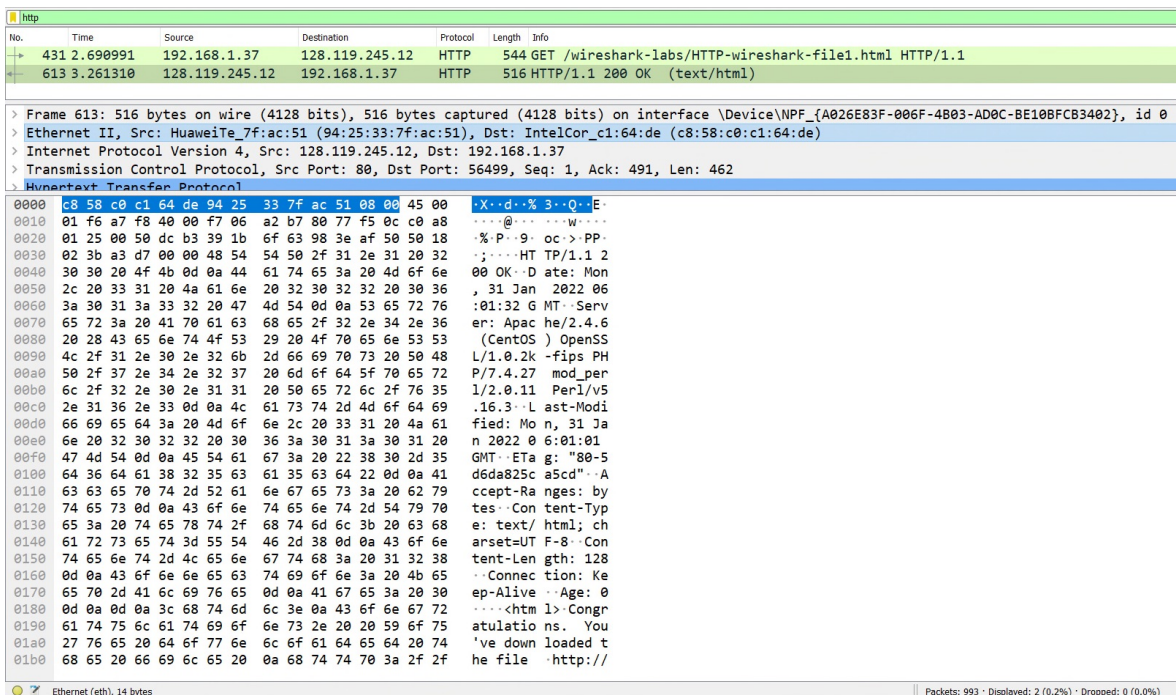 http
No. Time Source Destination Protocol Length Info
431 2.690991 192.168.1.37 128.119.245.12 HTTP 544 GET /wireshark-labs/HTTP-wireshark-file1.html HTTP/1.1
613 3.261310 128.119.245.12 192.168.1.37 HTTP 516 HTTP/1.1 200 OK (text/html)
> Frame 613: 516 bytes on wire (4128 bits), 516 bytes captured (4128 bits) on interface \Device\NPF_{A026E83F-006F-4B03-AD0C-BE10BFCB3402}, id 0
> Ethernet II, Src: HuaweiTe_7f:ac:51 (94:25:33:7f:ac:51), Dst: IntelCor_c1:64:de (c8:58:c0:c1:64:de)
> Internet Protocol Version 4, Src: 128.119.245.12, Dst: 192.168.1.37
> Transmission Control Protocol, Src Port: 80, Dst Port: 56499, Seq: 1, Ack: 491, Len: 462
> Hypertext Transfer Protocol
0000 c8 58 c0 c1 64 de 94 25 33 7f ac 51 08 00 45 00 ·X··d··% 3··Q··E·
0010 01 f6 a7 f8 40 00 f7 06 a2 b7 80 77 f5 0c c0 a8 ····@··· ···w····
0020 01 25 00 50 dc b3 39 1b 6f 63 98 3e af 50 50 18 ·%·P··9· oc·>·PP·
0030 02 3b a3 d7 00 00 48 54 54 50 2f 31 2e 31 20 32 ·;····HT TP/1.1 2
0040 30 30 20 4f 4b 0d 0a 44 61 74 65 3a 20 4d 6f 6e 00 OK··D ate: Mon
0050 2c 20 33 31 20 4a 61 6e 20 32 30 32 32 20 30 36 , 31 Jan 2022 06
0060 3a 30 31 3a 33 32 20 47 4d 54 0d 0a 53 65 72 76 :01:32 G MT··Serv
0070 65 72 3a 20 41 70 61 63 68 65 2f 32 2e 34 2e 36 er: Apac he/2.4.6
0080 20 28 43 65 6e 74 4f 53 29 20 4f 70 65 6e 53 53 (CentOS ) OpenSS
0090 4c 2f 31 2e 30 2e 32 6b 2d 66 69 70 73 20 50 48 L/1.0.2k -fips PH
00a0 50 2f 37 2e 34 2e 32 37 20 6d 6f 64 5f 70 65 72 P/7.4.27 mod_per
00b0 6c 2f 32 2e 30 2e 31 31 20 50 65 72 6c 2f 76 35 l/2.0.11 Perl/v5
00c0 2e 31 36 2e 33 0d 0a 4c 61 73 74 2d 4d 6f 64 69 .16.3··L ast-Modi
00d0 66 69 65 64 3a 20 4d 6f 6e 2c 20 33 31 20 4a 61 fied: Mo n, 31 Ja
00e0 6e 20 32 30 32 32 20 30 36 3a 30 31 3a 30 31 20 n 2022 0 6:01:01
00f0 47 4d 54 0d 0a 45 54 61 67 3a 20 22 38 30 2d 35 GMT··ETa g: "80-5
0100 64 36 64 61 38 32 35 63 61 35 63 64 22 0d 0a 41 d6da825c a5cd"··A
0110 63 63 65 70 74 2d 52 61 6e 67 65 73 3a 20 62 79 ccept-Ra nges: by
0120 74 65 73 0d 0a 43 6f 6e 74 65 6e 74 2d 54 79 70 tes··Con tent-Typ
0130 65 3a 20 74 65 78 74 2f 68 74 6d 6c 3b 20 63 68 e: text/ html; ch
0140 61 72 73 65 74 3d 55 54 46 2d 38 0d 0a 43 6f 6e arset=UT F-8··Con
0150 74 65 6e 74 2d 4c 65 6e 67 74 68 3a 20 31 32 38 tent-Len gth: 128
0160 0d 0a 43 6f 6e 6e 65 63 74 69 6f 6e 3a 20 4b 65 ··Connec tion: Ke
0170 65 70 2d 41 6c 69 76 65 0d 0a 41 67 65 3a 20 30 ep-Alive ··Age: 0
0180 0d 0a 0d 0a 3c 68 74 6d 6c 3e 0a 43 6f 6e 67 72 ····<htm l>·Congr
0190 61 74 75 6c 61 74 69 6f 6e 73 2e 20 20 59 6f 75 atulatio ns. You
01a0 27 76 65 20 64 6f 77 6e 6c 6f 61 64 65 64 20 74 've down loaded t
01b0 68 65 20 66 69 6c 65 20 0a 68 74 74 70 3a 2f 2f he file ·http://
Ethernet (eth), 14 bytes Packets: 993 · Displayed: 2 (0.2%) · Dropped: 0 (0.0%)